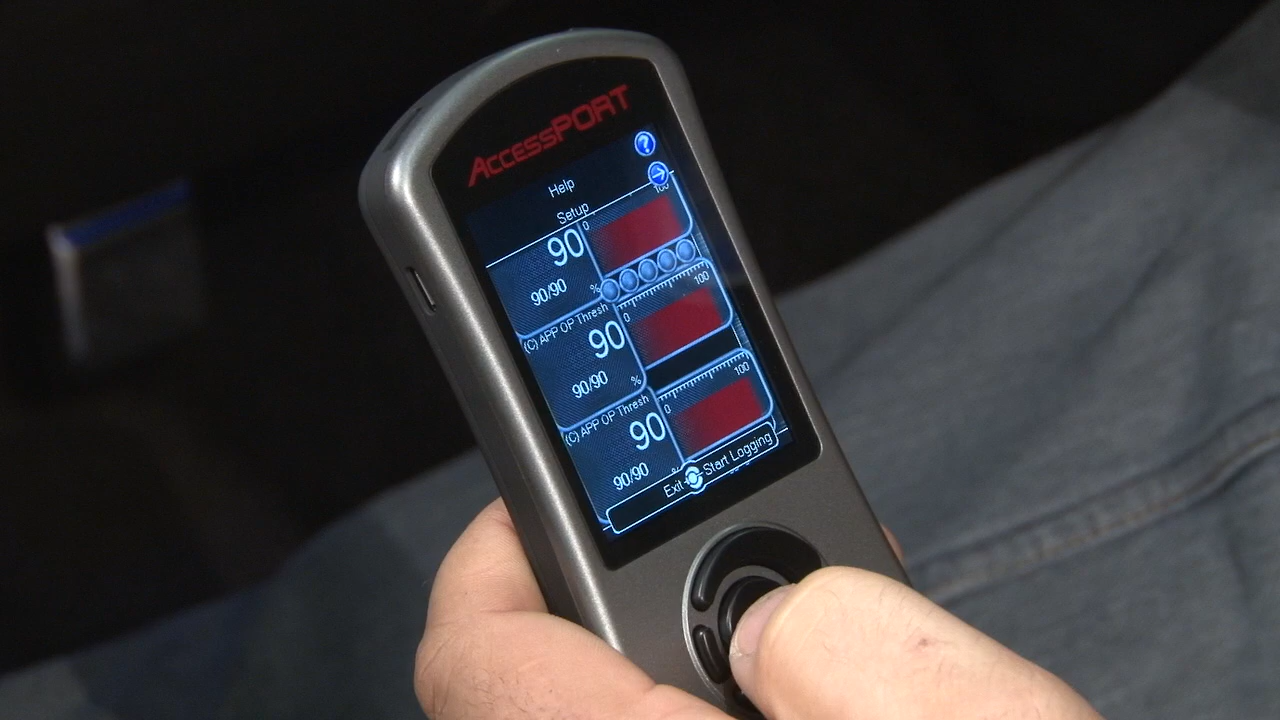 AccessPORT
?
Help
Setup
90
0
100
90/90
%
(C) APP OP Thresh
90
0
100
90/90
%
(C) APP OP Thresh
90
0
100
90/90
%
Exit Start Logging